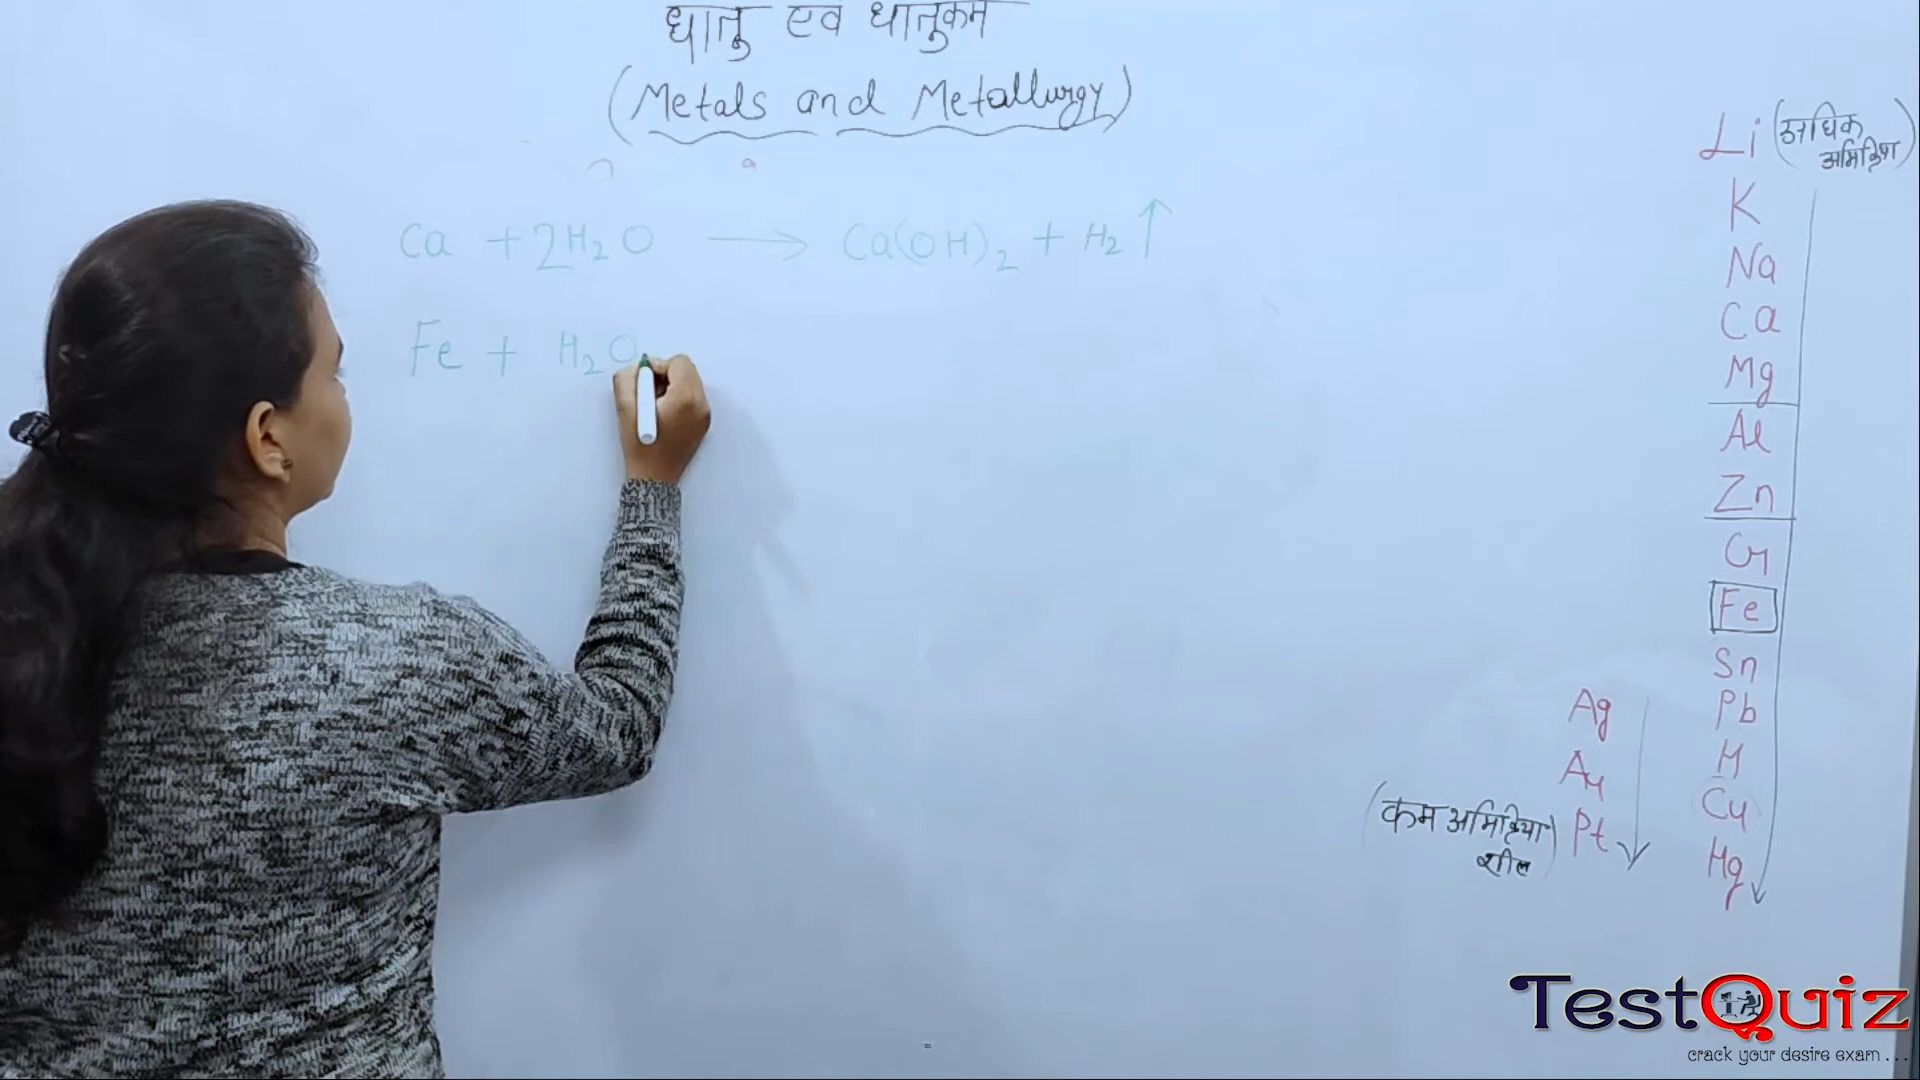 धातु एवं धातुकर्म
(Metals and Metallurgy)
Ca + 2H2O ⟶ Ca(OH)2 + H2↑
Fe + H2O
Li (अधिक
अभिक्रिया)
K
Na
Ca
Mg
Al
Zn
Cr
Fe
Sn
Pb
H
Cu
Hg
Ag
Au
Pt
(कम अभिक्रिया
शील)
TestQuiz
crack your desire exam . . .